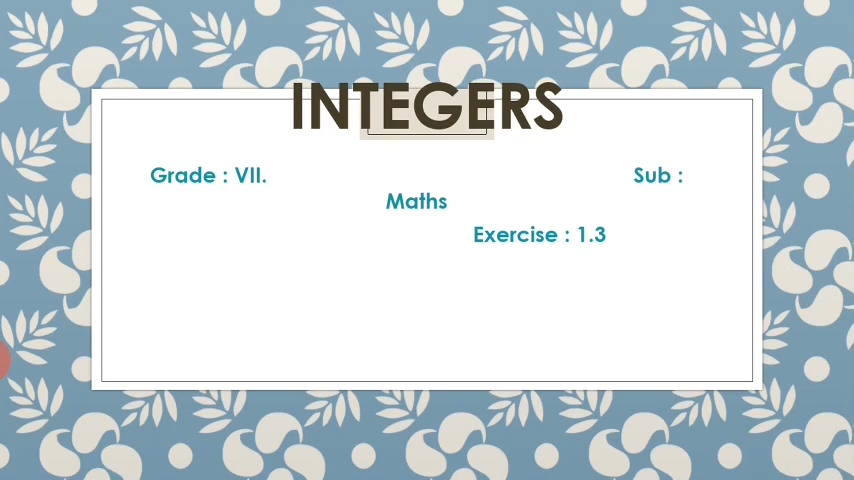 INTEGERS
Grade : VII. Sub :
Maths
Exercise : 1.3